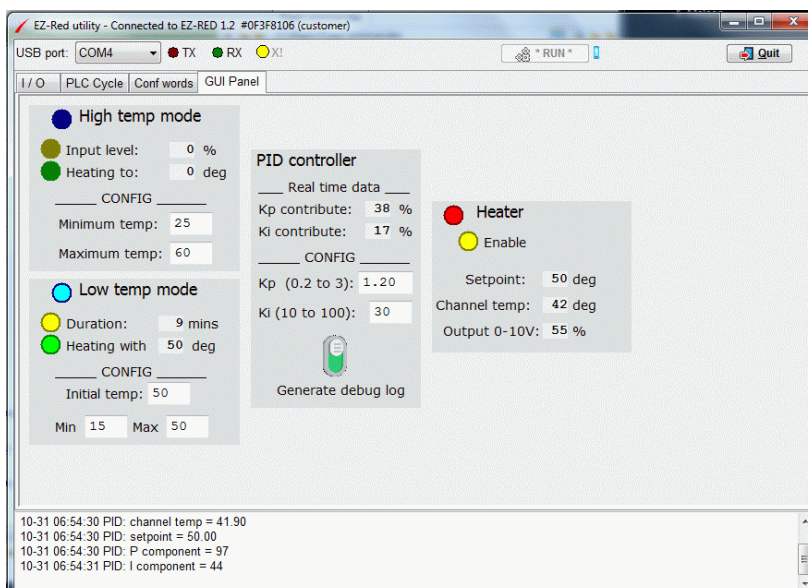 EZ-Red utility - Connected to EZ-RED 1.2 #0F3F8106 (customer)
USB port: COM4 TX RX X! * RUN * Quit
I / O PLC Cycle Conf words GUI Panel
High temp mode
Input level: 0 %
Heating to: 0 deg
CONFIG
Minimum temp: 25
Maximum temp: 60
Low temp mode
Duration: 9 mins
Heating with 50 deg
CONFIG
Initial temp: 50
Min 15 Max 50
PID controller
Real time data
Kp contribute: 38 %
Ki contribute: 17 %
CONFIG
Kp (0.2 to 3): 1.20
Ki (10 to 100): 30
Generate debug log
Heater
Enable
Setpoint: 50 deg
Channel temp: 42 deg
Output 0-10V: 55 %
10-31 06:54:30 PID: channel temp = 41.90
10-31 06:54:30 PID: setpoint = 50.00
10-31 06:54:30 PID: P component = 97
10-31 06:54:31 PID: I component = 44